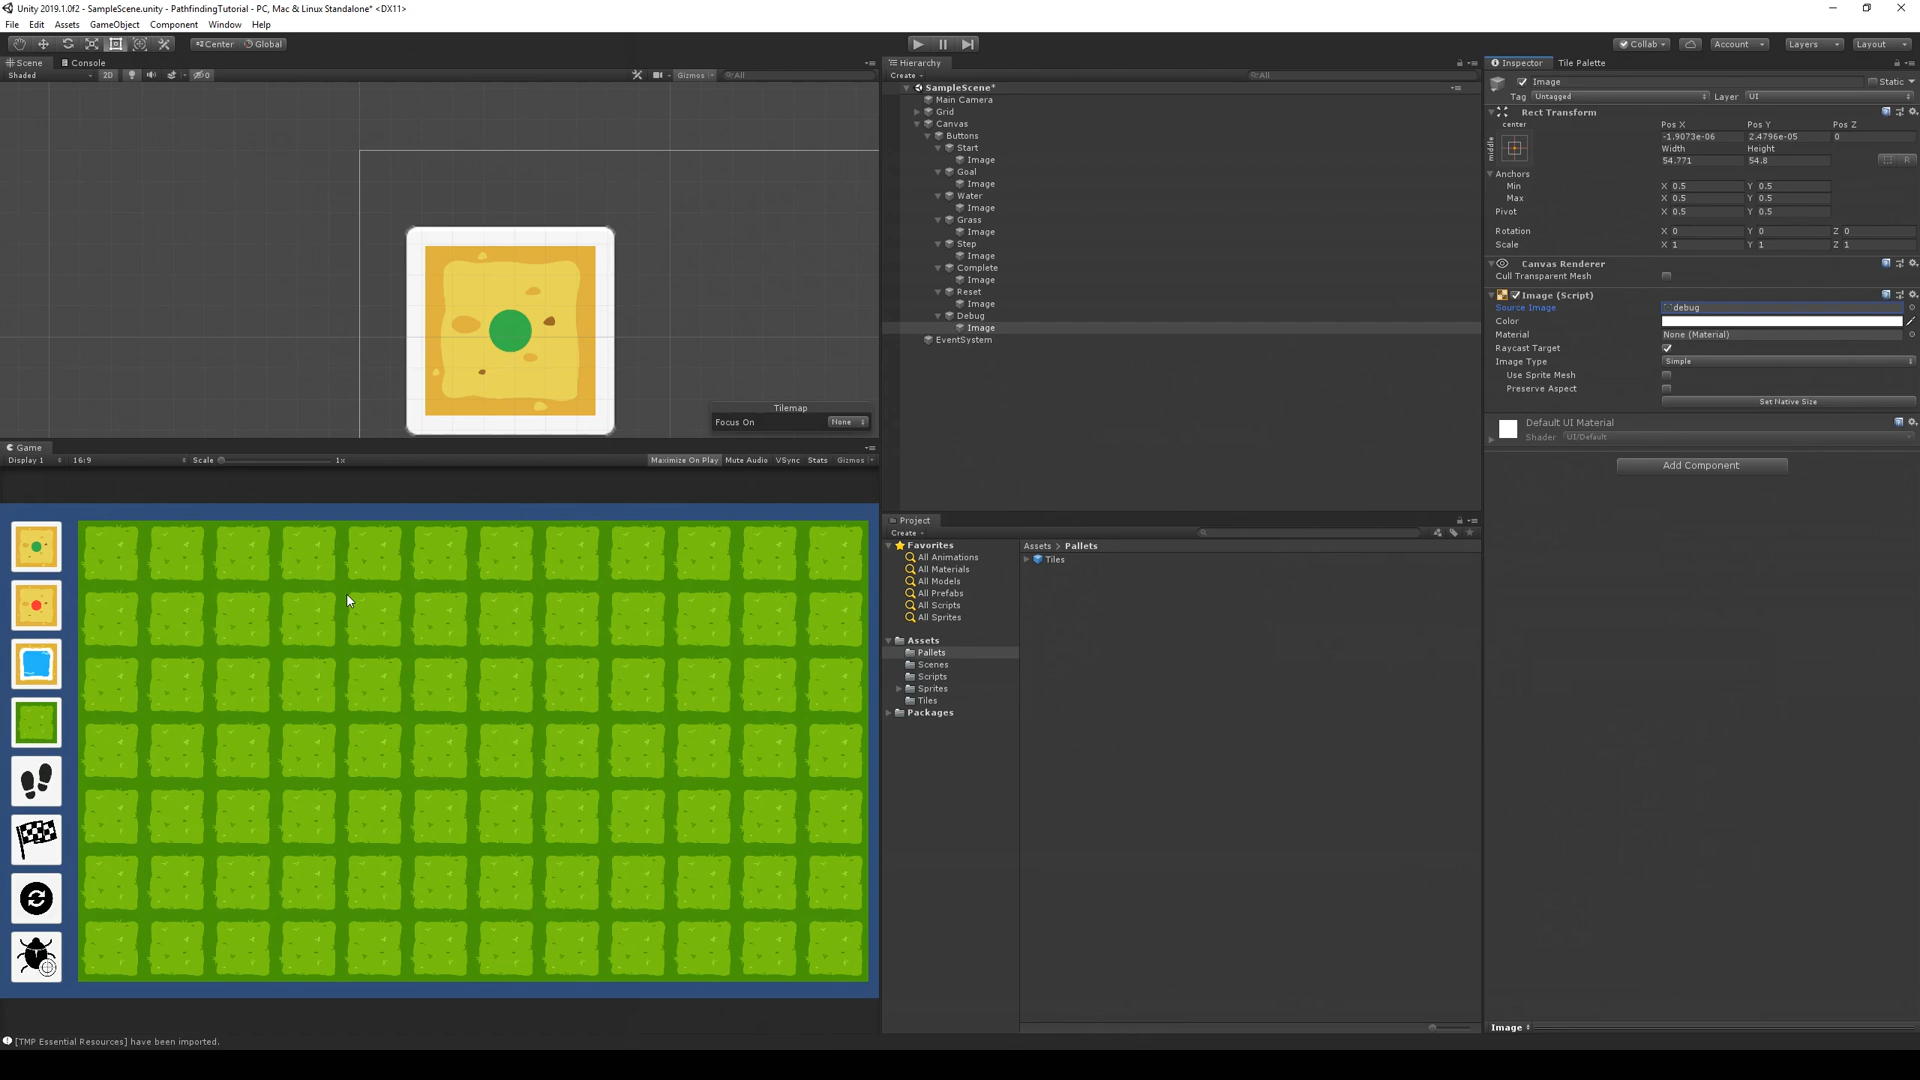 Unity 2019.1.0f2 - SampleScene.unity - PathfindingTutorial - PC, Mac & Linux Standalone* <DX11>
File Edit Assets GameObject Component Window Help
Center Global Collab Account Layers Layout
Scene Console
Shaded 2D 0 Gizmos All
Tilemap
Focus On None
Game
Display 1 16:9 Scale 1x Maximize On Play Mute Audio VSync Stats Gizmos
[TMP Essential Resources] have been imported.
Hierarchy
Create All
SampleScene*
Main Camera
Grid
Canvas
Buttons
Start
Image
Goal
Image
Water
Image
Grass
Image
Step
Image
Complete
Image
Reset
Image
Debug
Image
EventSystem
Project
Create
Favorites
All Animations
All Materials
All Models
All Prefabs
All Scripts
All Sprites
Assets
Pallets
Scenes
Scripts
Sprites
Tiles
Packages
Assets > Pallets
Tiles
Inspector Tile Palette
Image Static
Tag Untagged Layer UI
Rect Transform
center
middle
Pos X Pos Y Pos Z
-1.9073e-06 2.4796e-05 0
Width Height
54.771 54.8
R
Anchors
Min X 0.5 Y 0.5
Max X 0.5 Y 0.5
Pivot X 0.5 Y 0.5
Rotation X 0 Y 0 Z 0
Scale X 1 Y 1 Z 1
Canvas Renderer
Cull Transparent Mesh
Image (Script)
Source Image debug
Color
Material None (Material)
Raycast Target
Image Type Simple
Use Sprite Mesh
Preserve Aspect
Set Native Size
Default UI Material
Shader UI/Default
Add Component
Image